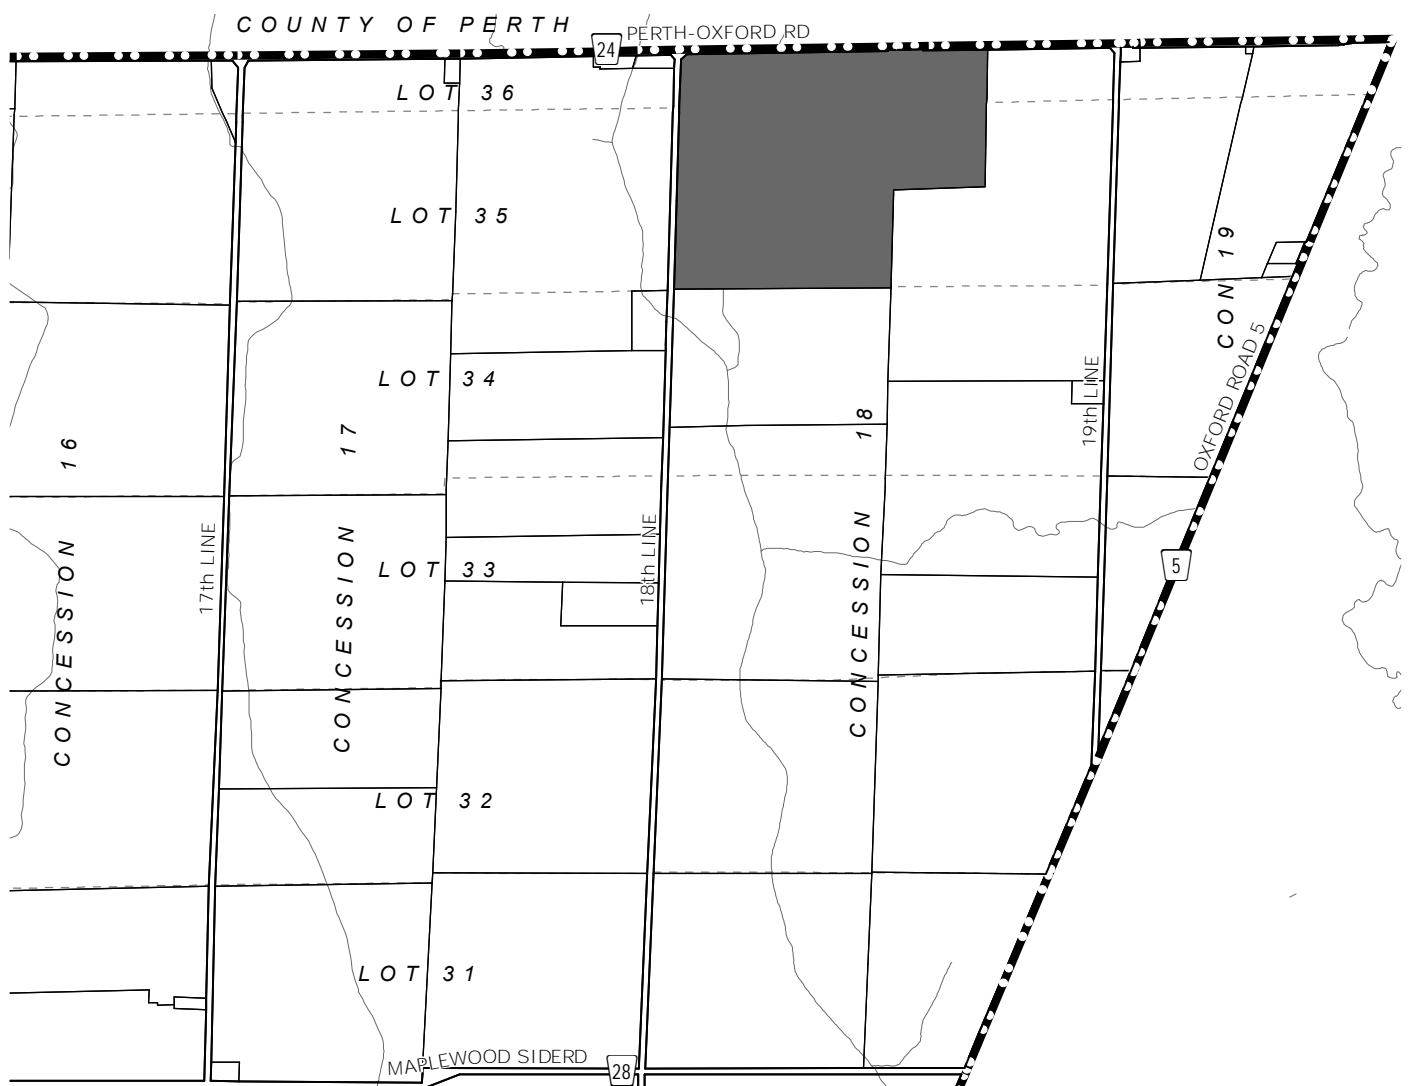 COUNTY OF PERTH
24
PERTH-OXFORD RD
LOT 36
LOT 35
CON 19
OXFORD ROAD 5
LOT 34
19th LINE
CONCESSION 16
CONCESSION 17
CONCESSION 18
17th LINE
18th LINE
LOT 33
5
LOT 32
LOT 31
MAPLEWOOD SIDERD
28